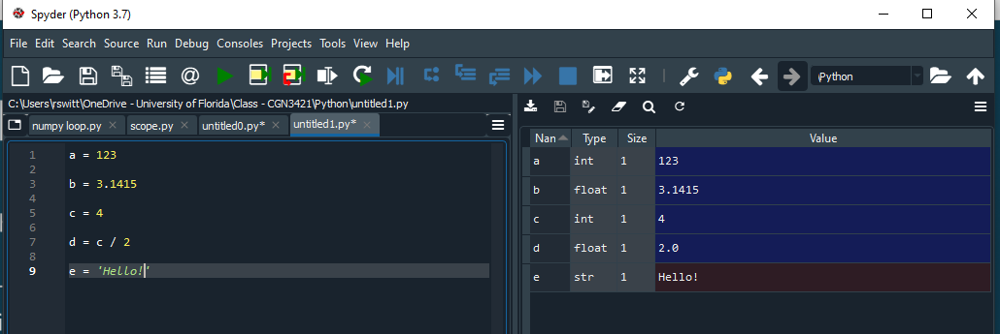 Spyder (Python 3.7)
File Edit Search Source Run Debug Consoles Projects Tools View Help
\Python
C:\Users\rswitt\OneDrive - University of Florida\Class - CGN3421\Python\untitled1.py
numpy loop.py scope.py untitled0.py* untitled1.py*
1 a = 123
2
3 b = 3.1415
4
5 c = 4
6
7 d = c / 2
8
9 e = 'Hello!'
Nan Type Size Value
a int 1 123
b float 1 3.1415
c int 1 4
d float 1 2.0
e str 1 Hello!